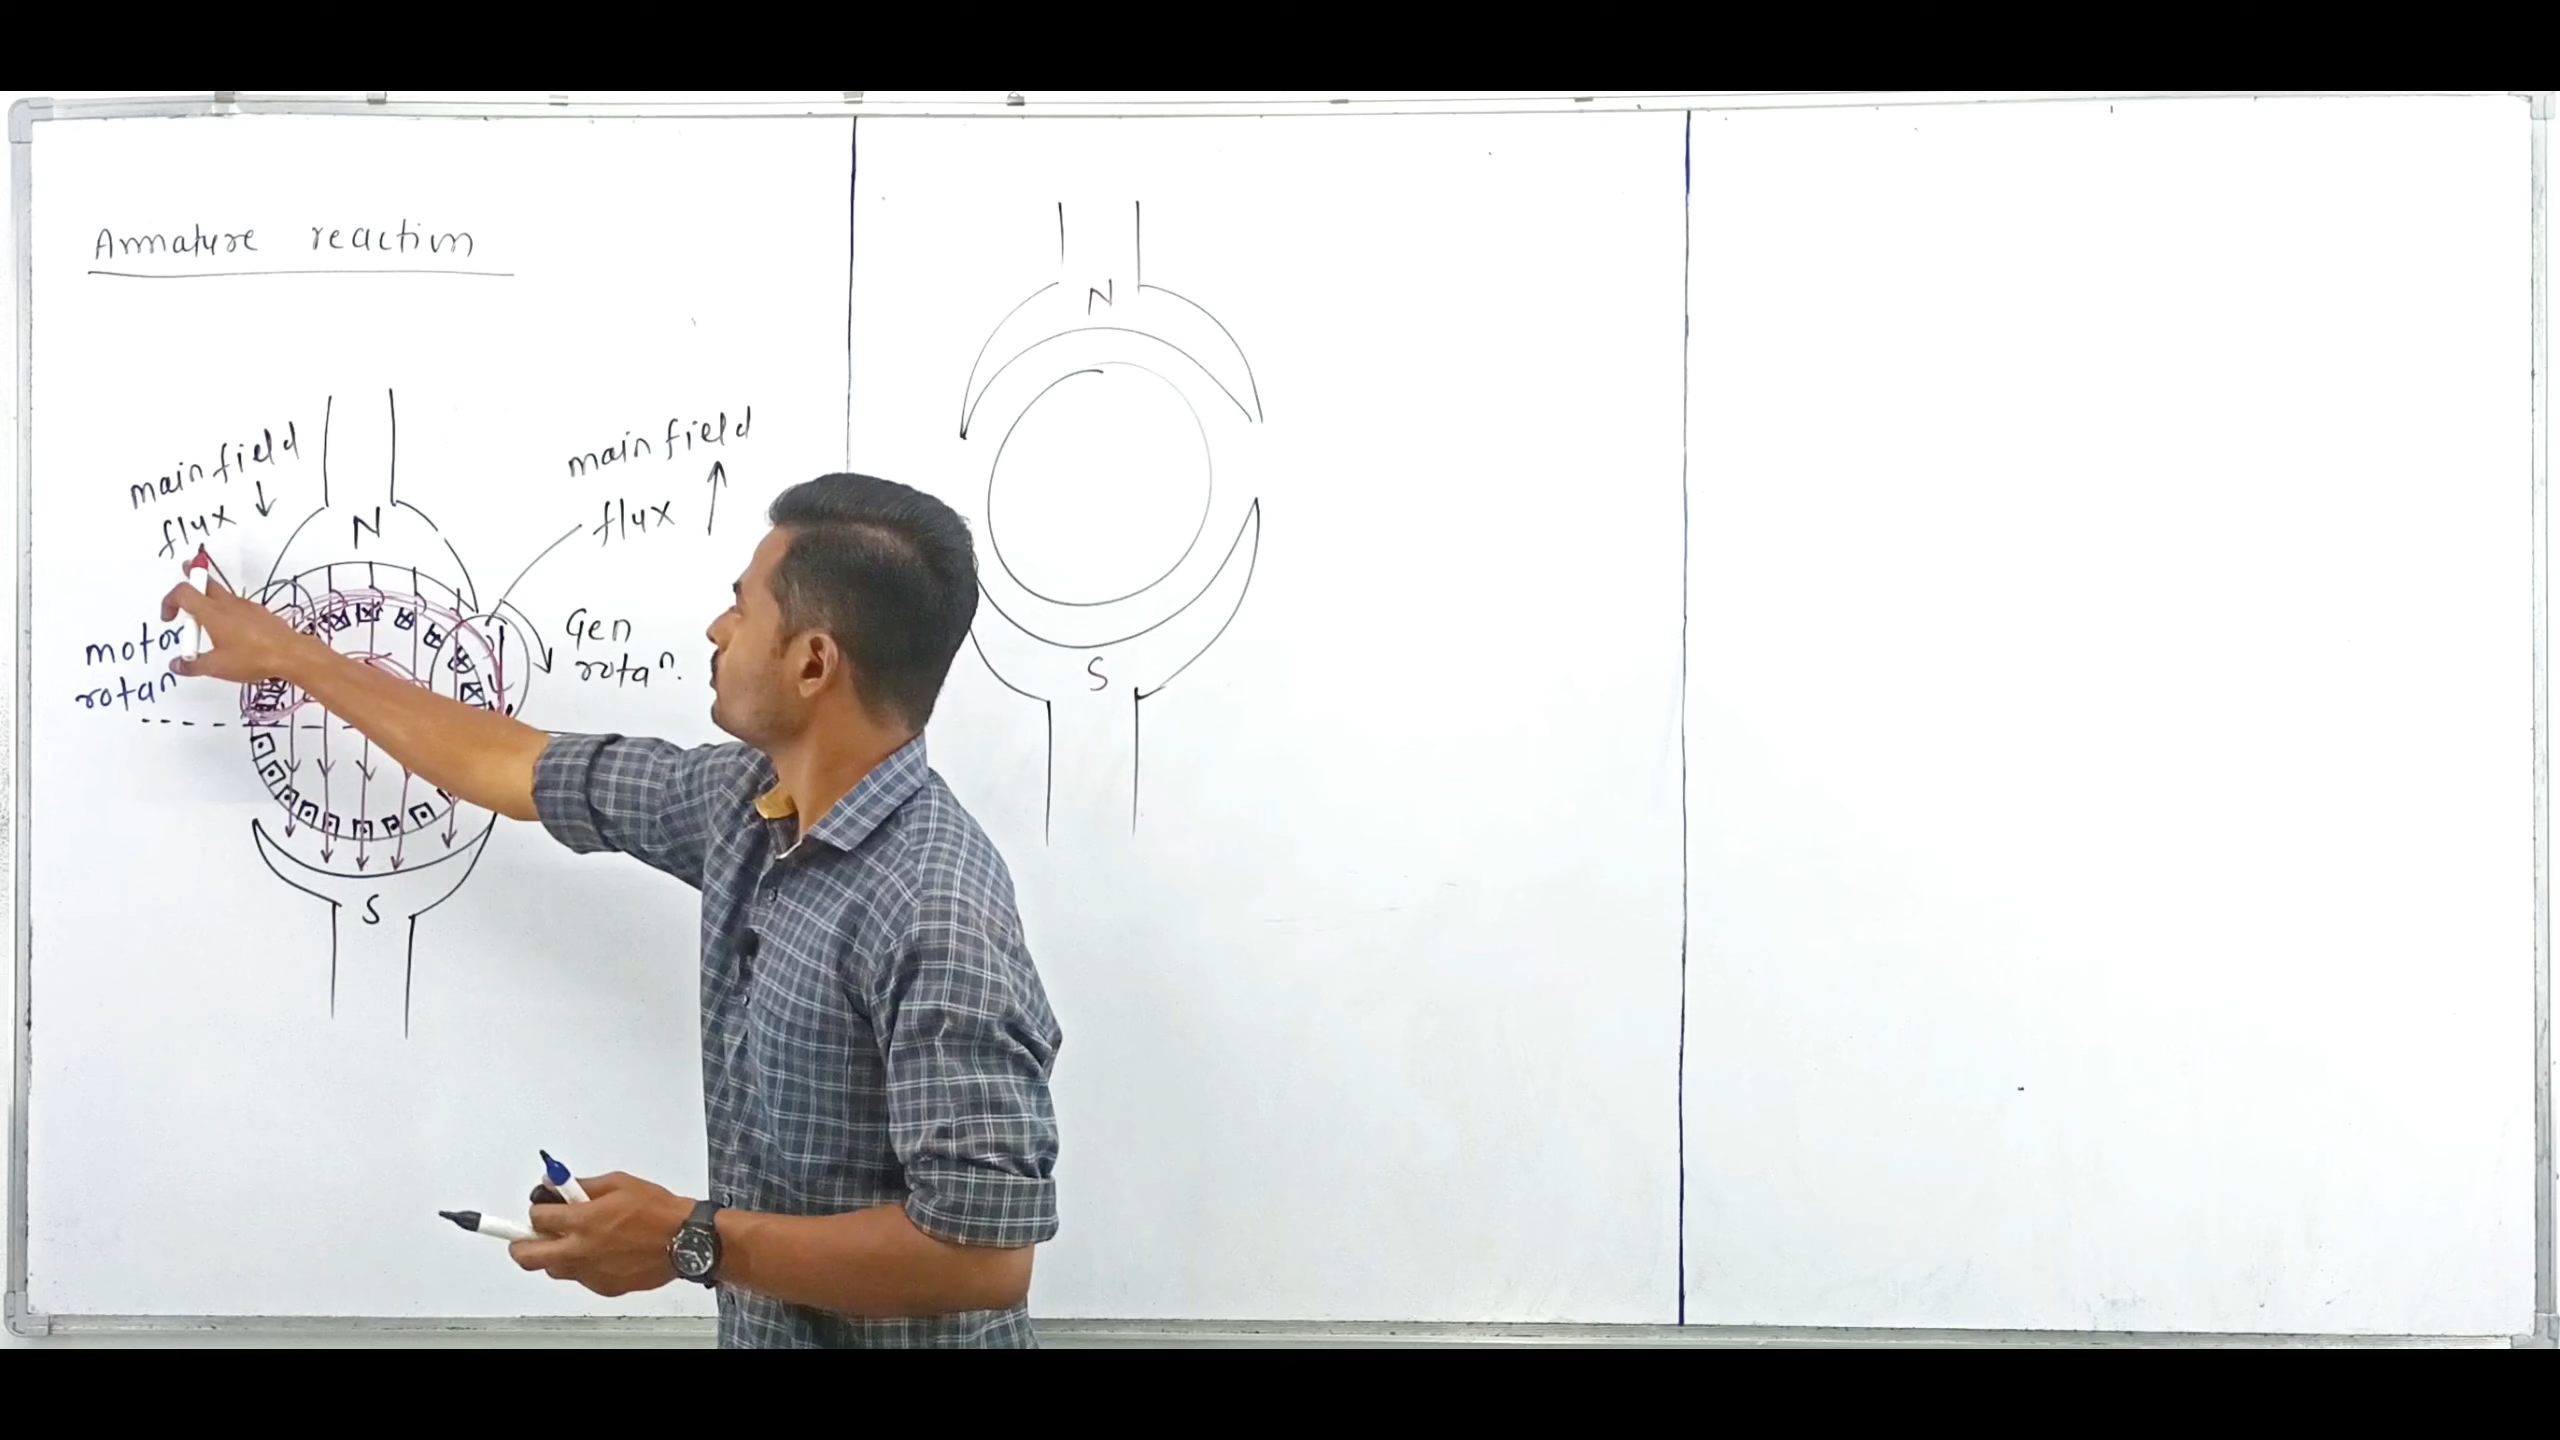 Armature reaction
main field
flux ↓
N
main field
flux ↑
motor
rotan
Gen
rotan.
S
N
S